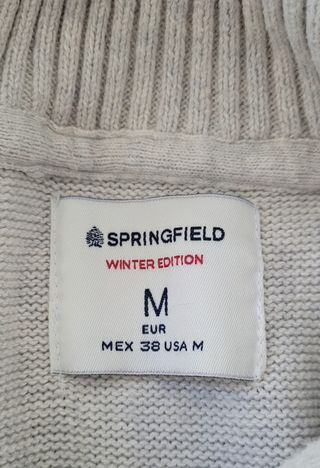 SPRINGFIELD
WINTER EDITION
M
EUR
MEX 38 USA M